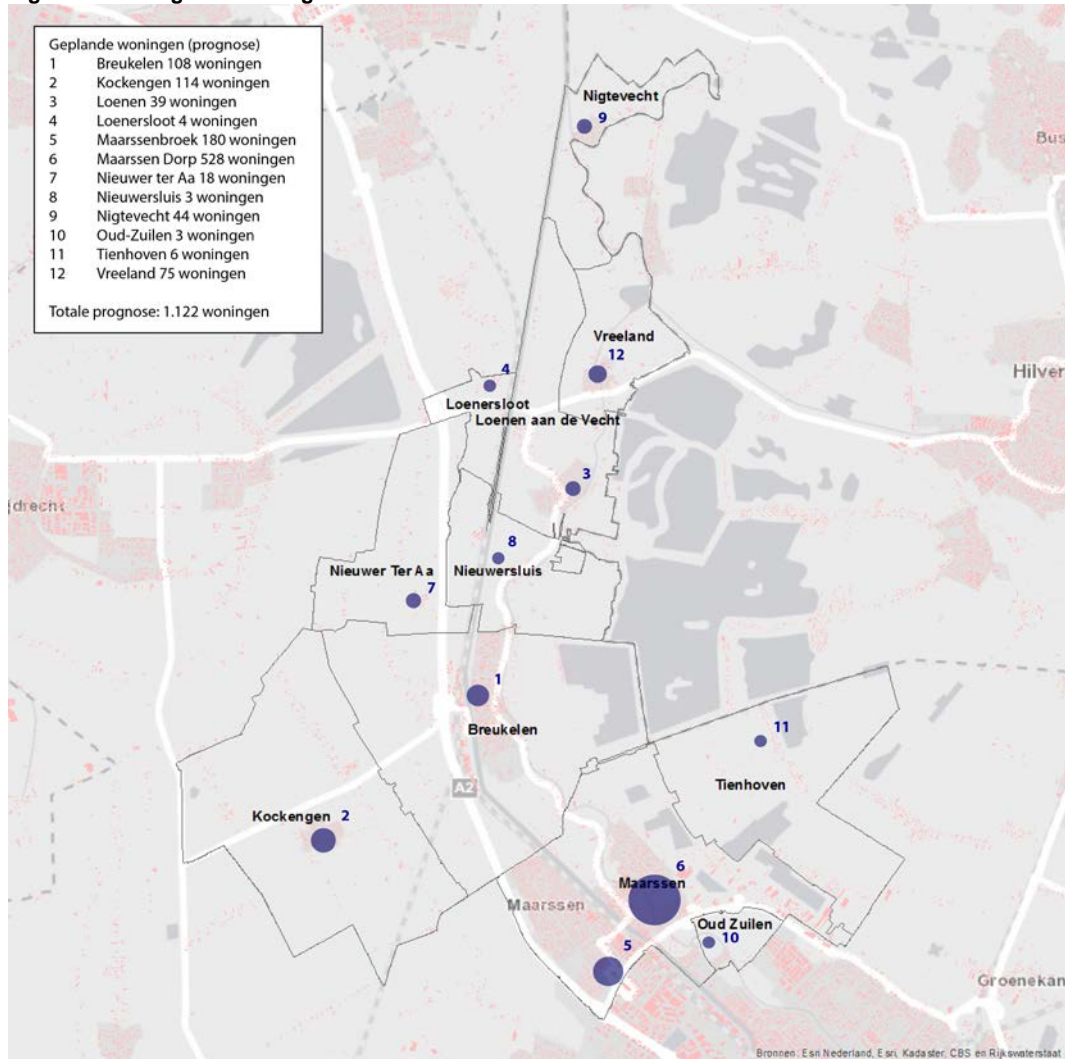 Geplande woningen (prognose)
1 Breukelen 108 woningen
2 Kockengen 114 woningen
3 Loenen 39 woningen
4 Loenersloot 4 woningen
5 Maarssenbroek 180 woningen
6 Maarssen Dorp 528 woningen
7 Nieuwer ter Aa 18 woningen
8 Nieuwersluis 3 woningen
9 Nigtevecht 44 woningen
10 Oud-Zuilen 3 woningen
11 Tienhoven 6 woningen
12 Vreeland 75 woningen
Totale prognose: 1.122 woningen
Nigtevecht
9
Bus
Vreeland
12
4
Hilver
Loenersloot
Loenen aan de Vecht
3
drecht
8
Nieuwer Ter Aa
Nieuwersluis
7
1
Breukelen
11
A2
Tienhoven
Kockengen
2
6
Maarssen
Maarssen
Oud Zuilen
10
5
Groenekan
Bronnen: Esri Nederland, Esri, Kadaster, CBS en Rijkswaterstaat